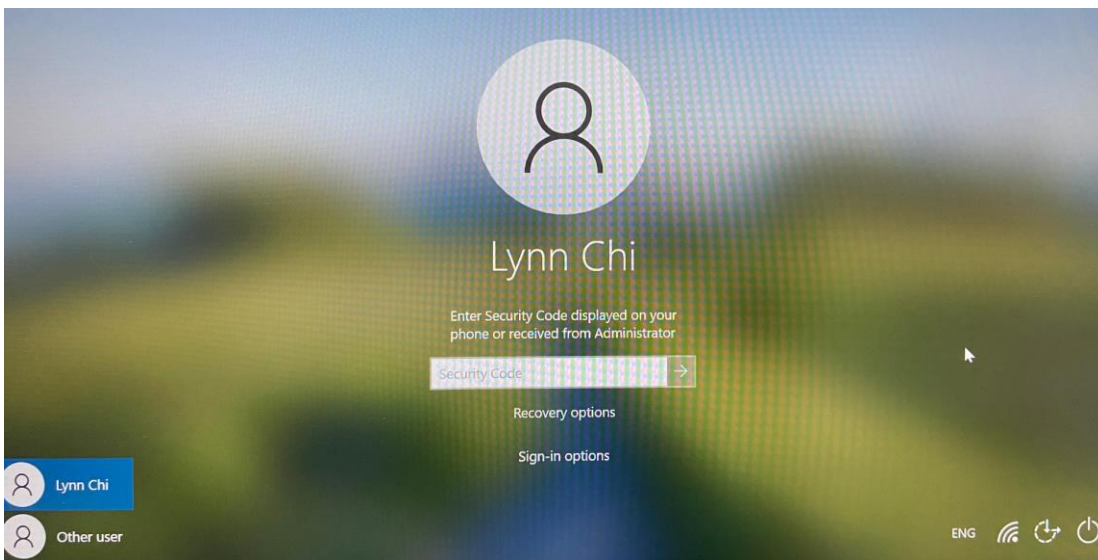 Lynn Chi
Enter Security Code displayed on your
phone or received from Administrator
Security Code
Recovery options
Sign-in options
Lynn Chi
Other user
ENG